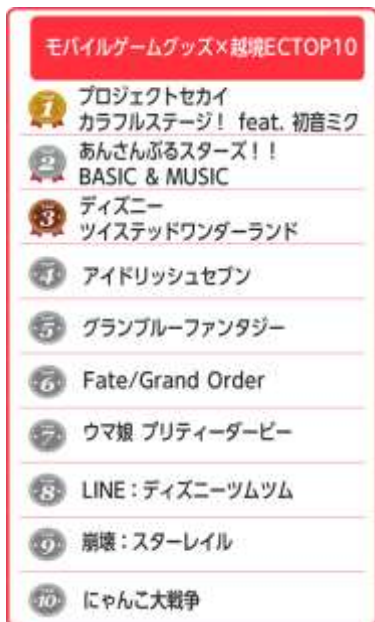 モバイルゲームグッズ×越境ECTOP10
1
プロジェクトセカイ
カラフルステージ！ feat. 初音ミク
2
あんさんぶるスターズ！！
BASIC & MUSIC
3
ディズニー
ツイステッドワンダーランド
4
アイドリッシュセブン
5
グランブルーファンタジー
6
Fate/Grand Order
7
ウマ娘 プリティーダービー
8
LINE：ディズニーツムツム
9
崩壊：スターレイル
10
にゃんこ大戦争